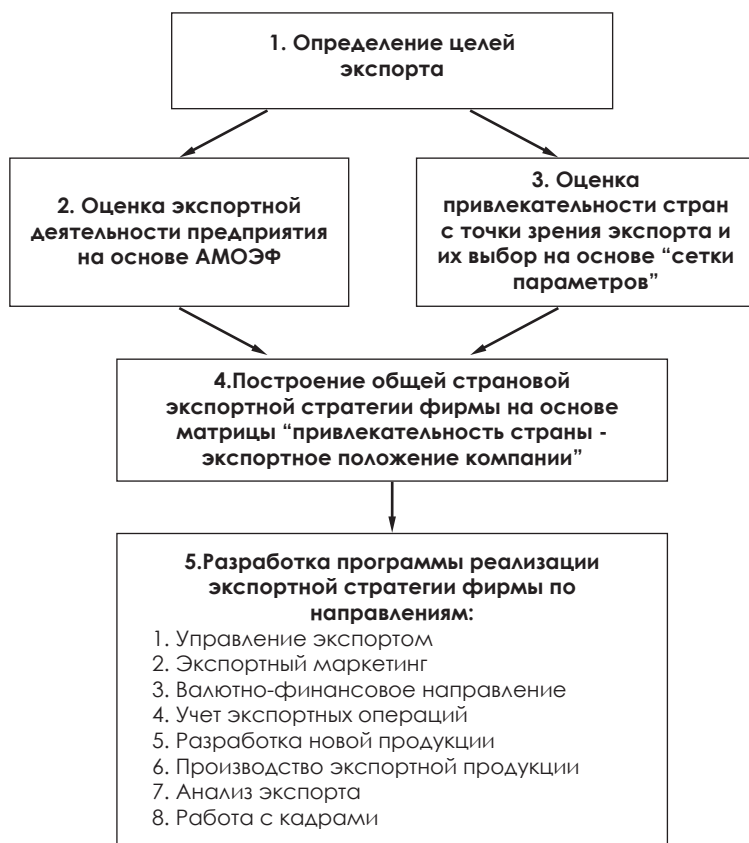 1. Определение целей
экспорта
2. Оценка экспортной
деятельности предприятия
на основе АМОЭФ
3. Оценка
привлекательности стран
с точки зрения экспорта и
их выбор на основе “сетки
параметров”
4.Построение общей страновой
экспортной стратегии фирмы на основе
матрицы “привлекательность страны -
экспортное положение компании”
5.Разработка программы реализации
экспортной стратегии фирмы по
направлениям:
1. Управление экспортом
2. Экспортный маркетинг
3. Валютно-финансовое направление
4. Учет экспортных операций
5. Разработка новой продукции
6. Производство экспортной продукции
7. Анализ экспорта
8. Работа с кадрами